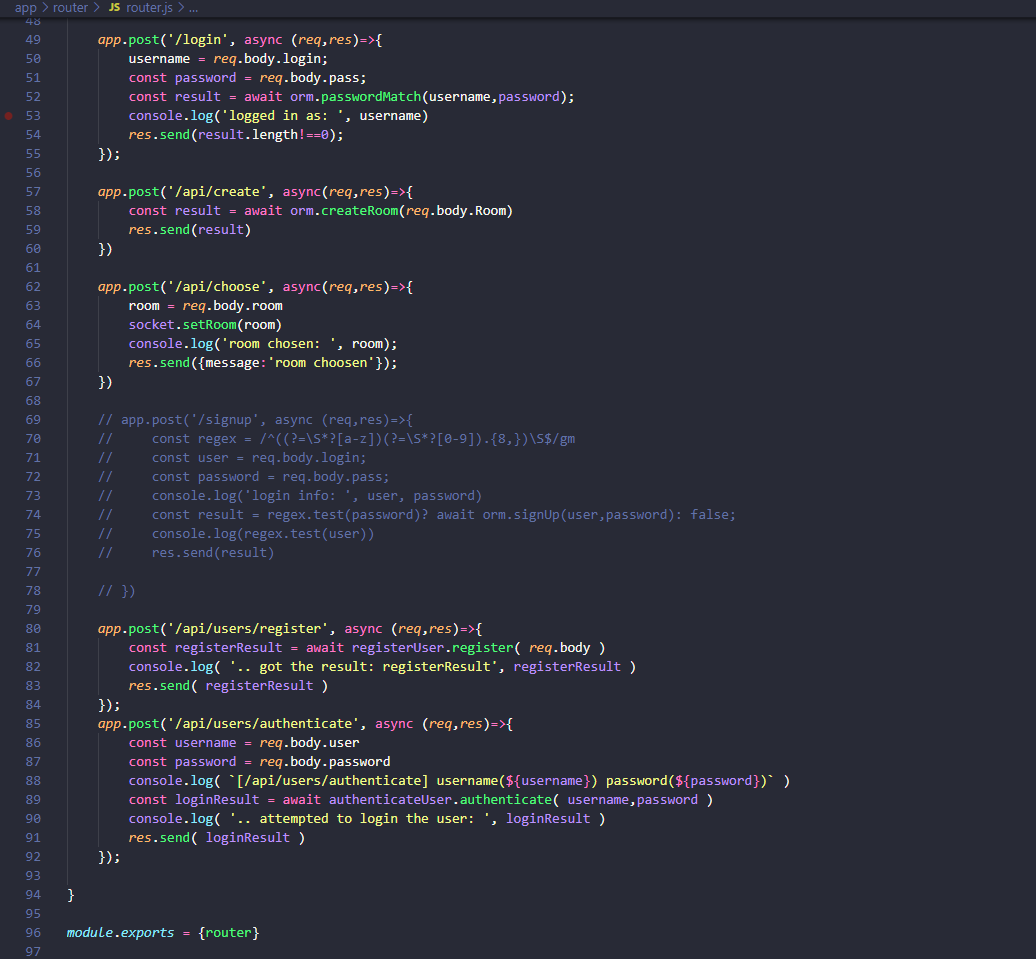 app > router > JS router.js > ...
48
49 app.post('/login', async (req,res)=>{
50 username = req.body.login;
51 const password = req.body.pass;
52 const result = await orm.passwordMatch(username,password);
53 console.log('logged in as: ', username)
54 res.send(result.length!==0);
55 });
56
57 app.post('/api/create', async(req,res)=>{
58 const result = await orm.createRoom(req.body.Room)
59 res.send(result)
60 })
61
62 app.post('/api/choose', async(req,res)=>{
63 room = req.body.room
64 socket.setRoom(room)
65 console.log('room chosen: ', room);
66 res.send({message:'room choosen'});
67 })
68
69 // app.post('/signup', async (req,res)=>{
70 //     const regex = /^((?=\S*?[a-z])(?=\S*?[0-9]).{8,})\S$/gm
71 //     const user = req.body.login;
72 //     const password = req.body.pass;
73 //     console.log('login info: ', user, password)
74 //     const result = regex.test(password)? await orm.signUp(user,password): false;
75 //     console.log(regex.test(user))
76 //     res.send(result)
77
78 // })
79
80 app.post('/api/users/register', async (req,res)=>{
81 const registerResult = await registerUser.register( req.body )
82 console.log( '.. got the result: registerResult', registerResult )
83 res.send( registerResult )
84 });
85 app.post('/api/users/authenticate', async (req,res)=>{
86 const username = req.body.user
87 const password = req.body.password
88 console.log( `[/api/users/authenticate] username(${username}) password(${password})` )
89 const loginResult = await authenticateUser.authenticate( username,password )
90 console.log( '.. attempted to login the user: ', loginResult )
91 res.send( loginResult )
92 });
93
94 }
95
96 module.exports = {router}
97